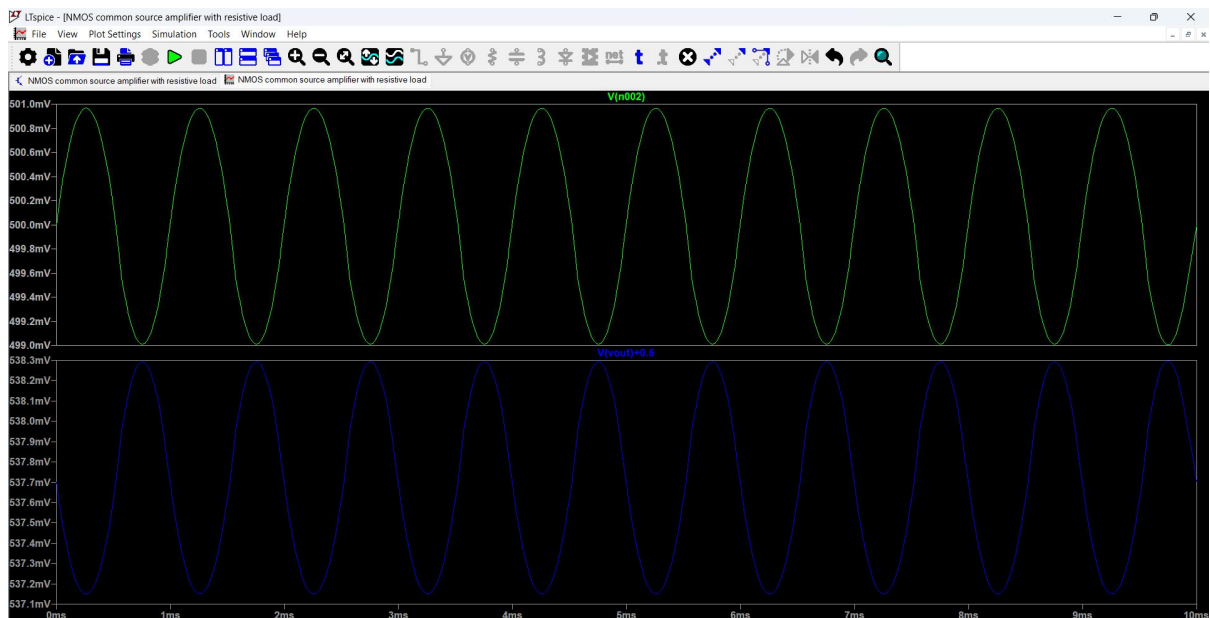 LTspice - [NMOS common source amplifier with resistive load]
File View Plot Settings Simulation Tools Window Help
NMOS common source amplifier with resistive load NMOS common source amplifier with resistive load
V(n002)
501.0mV
500.8mV
500.6mV
500.4mV
500.2mV
500.0mV
499.8mV
499.6mV
499.4mV
499.2mV
499.0mV
V(vout)+0.5
538.3mV
538.2mV
538.1mV
538.0mV
537.9mV
537.8mV
537.7mV
537.6mV
537.5mV
537.4mV
537.3mV
537.2mV
537.1mV
0ms 1ms 2ms 3ms 4ms 5ms 6ms 7ms 8ms 9ms 10ms